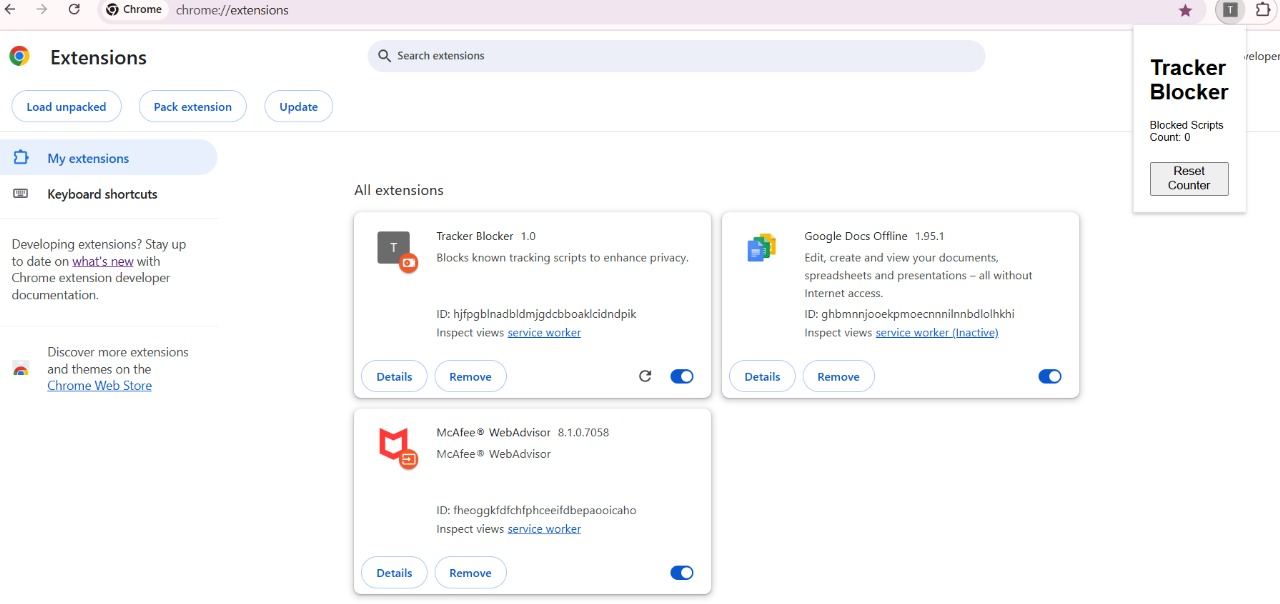 Chrome
chrome://extensions
T
Extensions
Search extensions
Load unpacked
Pack extension
Update
Tracker
Blocker
Blocked Scripts
Count: 0
Reset
Counter
My extensions
Keyboard shortcuts
Developing extensions? Stay up
to date on what's new with
Chrome extension developer
documentation.
Discover more extensions
and themes on the
Chrome Web Store
All extensions
T
Tracker Blocker 1.0
Blocks known tracking scripts to enhance privacy.
ID: hjfpgblnadbldmjgdcbboaklcidndpik
Inspect views service worker
Details
Remove
Google Docs Offline 1.95.1
Edit, create and view your documents,
spreadsheets and presentations – all without
Internet access.
ID: ghbmnnjooekpmoecnnnilnnbdlolhkhi
Inspect views service worker (Inactive)
Details
Remove
McAfee® WebAdvisor 8.1.0.7058
McAfee® WebAdvisor
ID: fheoggkfdfchfphceeifdbepaooicaho
Inspect views service worker
Details
Remove